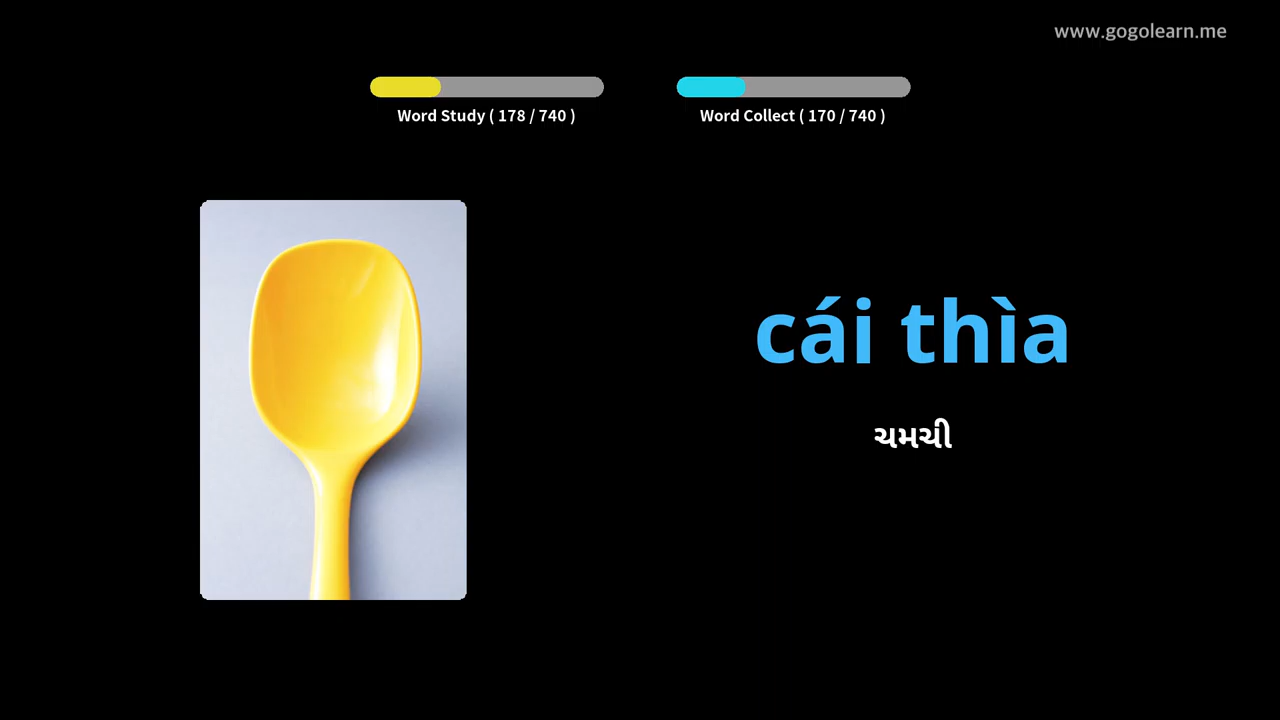 www.gogolearn.me
Word Study ( 178 / 740 )
Word Collect ( 170 / 740 )
cái thìa
ચમચી